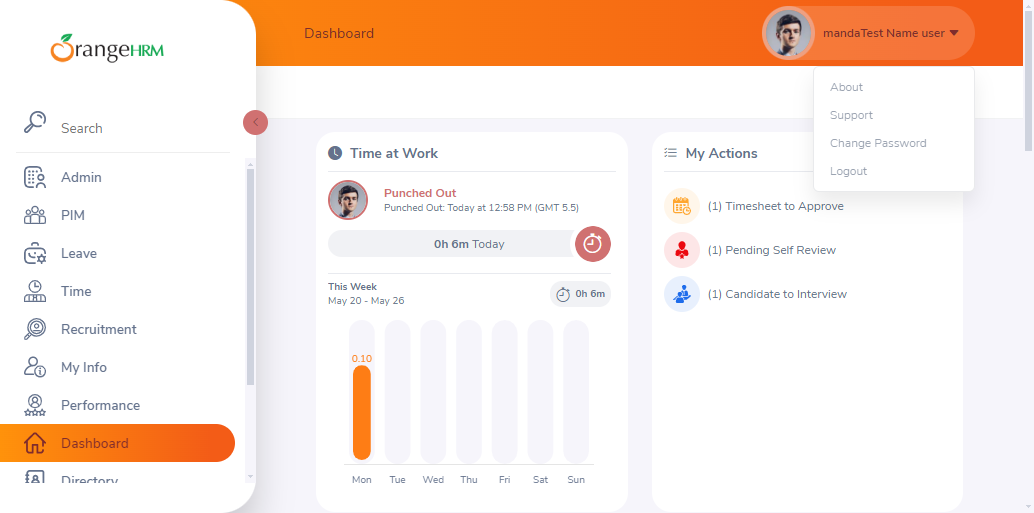 OrangeHRM
Dashboard
mandaTest Name user
About
Support
Change Password
Logout
Search
Admin
PIM
Leave
Time
Recruitment
My Info
Performance
Dashboard
Directory
Time at Work
Punched Out
Punched Out: Today at 12:58 PM (GMT 5.5)
0h 6m Today
This Week
May 20 - May 26
0h 6m
0.10
Mon Tue Wed Thu Fri Sat Sun
My Actions
(1) Timesheet to Approve
(1) Pending Self Review
(1) Candidate to Interview